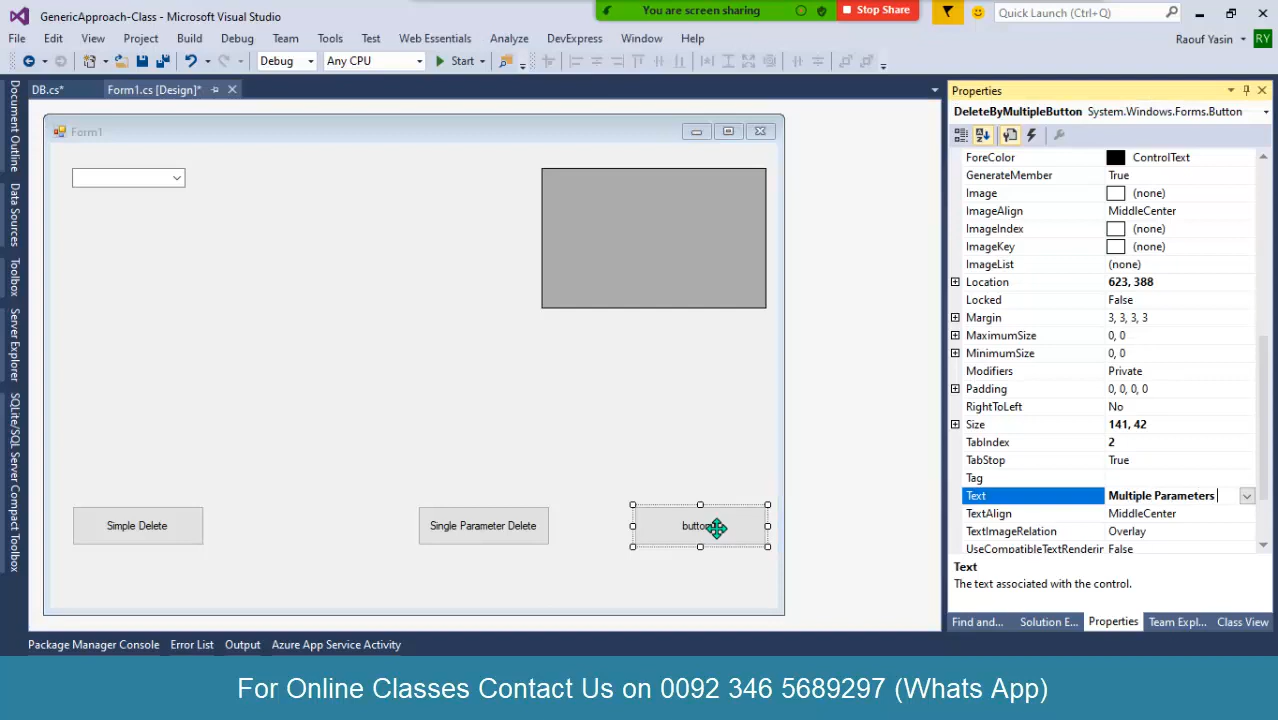 GenericApproach-Class - Microsoft Visual Studio
You are screen sharing
Stop Share
Quick Launch (Ctrl+Q)
File Edit View Project Build Debug Team Tools Test Web Essentials Analyze DevExpress Window Help
Raouf Yasin RY
Debug Any CPU Start
DB.cs*
Form1.cs [Design]*
Document Outline
Data Sources
Toolbox
Server Explorer
SQLite/SQL Server Compact Toolbox
Form1
Simple Delete
Single Parameter Delete
Properties
DeleteByMultipleButton System.Windows.Forms.Button
ForeColor ControlText
GenerateMember True
Image (none)
ImageAlign MiddleCenter
ImageIndex (none)
ImageKey (none)
ImageList (none)
Location 623, 388
Locked False
Margin 3, 3, 3, 3
MaximumSize 0, 0
MinimumSize 0, 0
Modifiers Private
Padding 0, 0, 0, 0
RightToLeft No
Size 141, 42
TabIndex 2
TabStop True
Tag
Text Multiple Parameters
TextAlign MiddleCenter
TextImageRelation Overlay
UseCompatibleTextRenderin False
Text
The text associated with the control.
Find and... Solution E... Properties Team Expl... Class View
Package Manager Console Error List Output Azure App Service Activity
For Online Classes Contact Us on 0092 346 5689297 (Whats App)